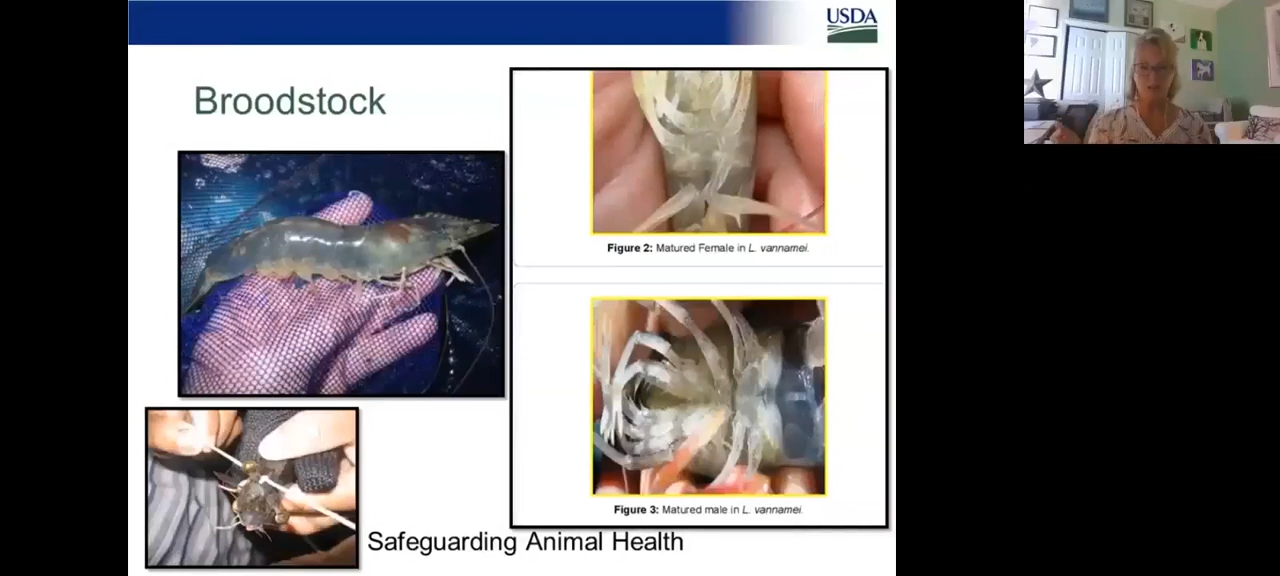 USDA
Broodstock
Figure 2: Matured Female in L. vannamei.
Figure 3: Matured male in L. vannamei.
Safeguarding Animal Health